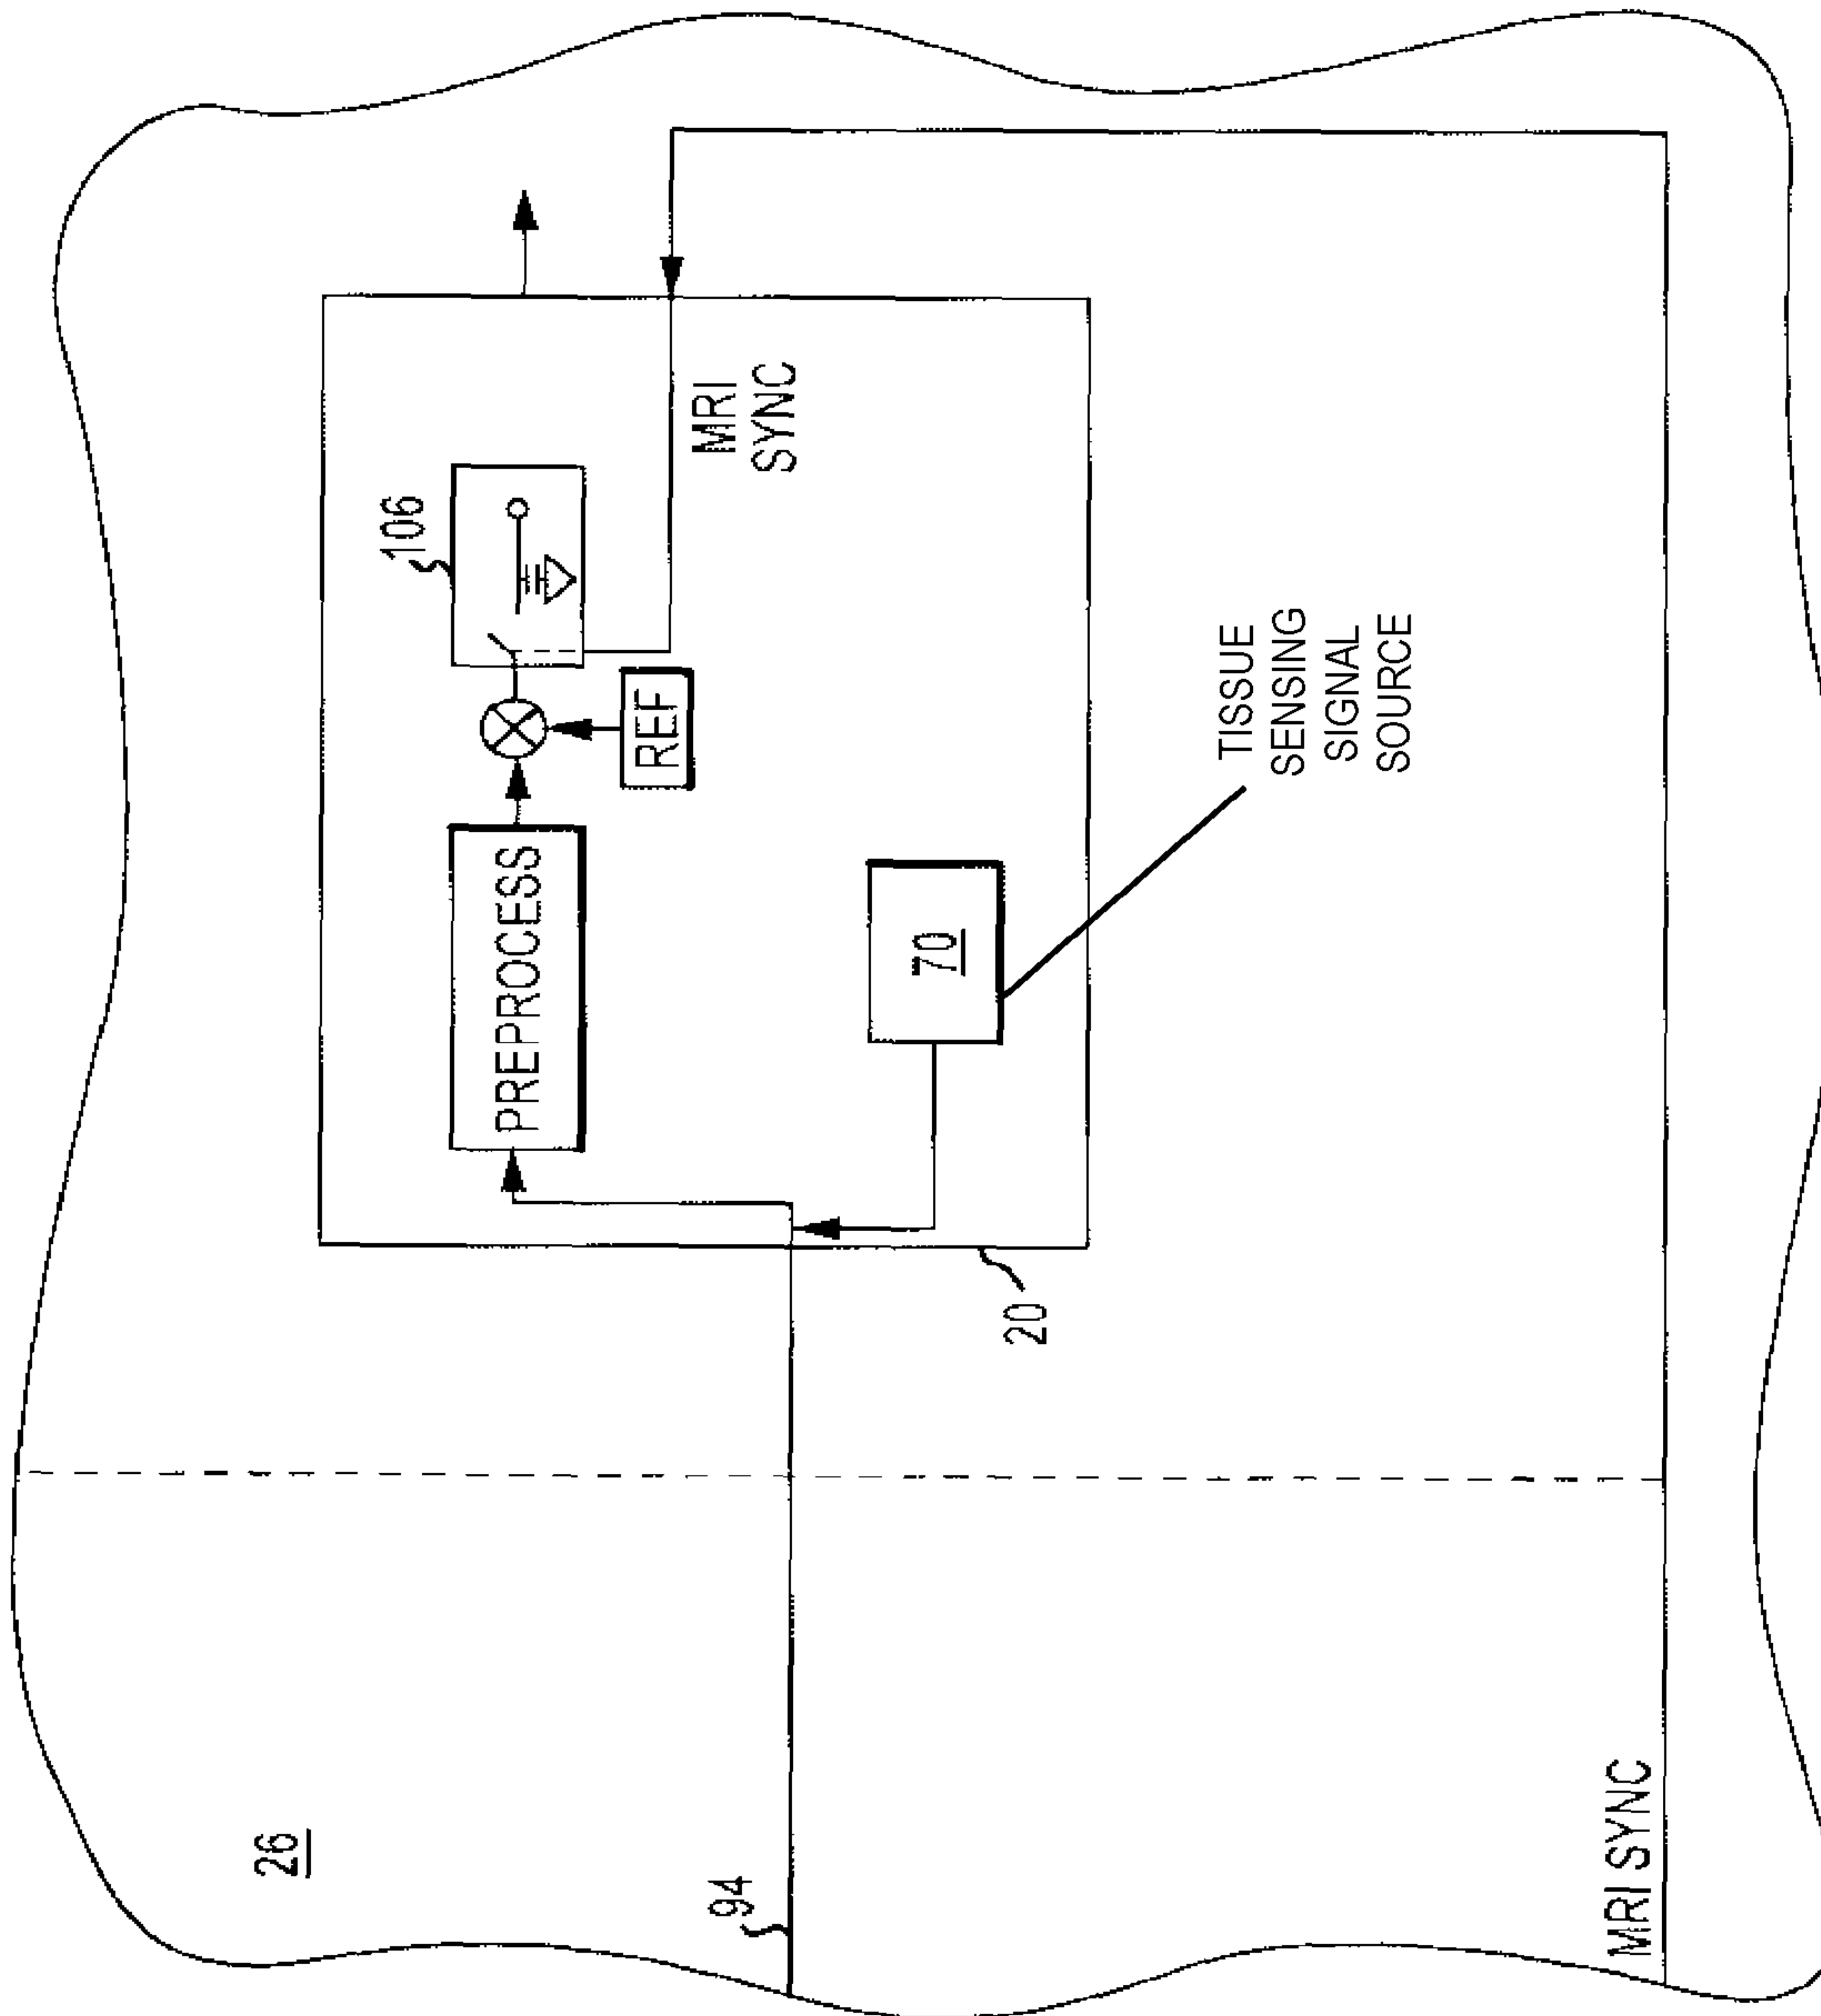 26
94
MRI SYNC
20
PREPROCESS
REF
106
MRI
SYNC
70
TISSUE
SENSING
SIGNAL
SOURCE